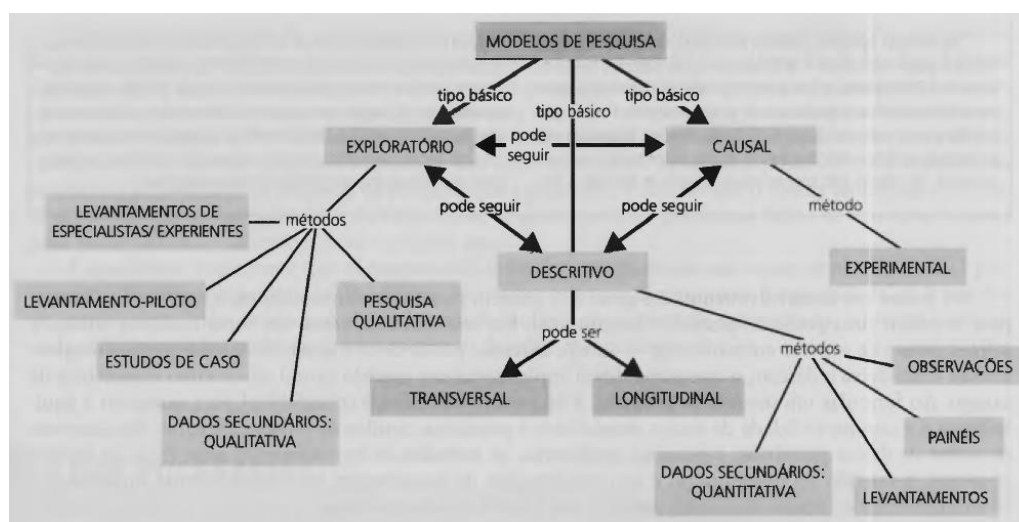 MODELOS DE PESQUISA
tipo básico
tipo básico
tipo básico
EXPLORATÓRIO
pode
seguir
CAUSAL
pode seguir
pode seguir
método
LEVANTAMENTOS DE
ESPECIALISTAS/EXPERIENTES
métodos
DESCRITIVO
EXPERIMENTAL
LEVANTAMENTO-PILOTO
PESQUISA
QUALITATIVA
pode ser
métodos
ESTUDOS DE CASO
OBSERVAÇÕES
TRANSVERSAL
LONGITUDINAL
DADOS SECUNDÁRIOS:
QUALITATIVA
PAINÉIS
DADOS SECUNDÁRIOS:
QUANTITATIVA
LEVANTAMENTOS